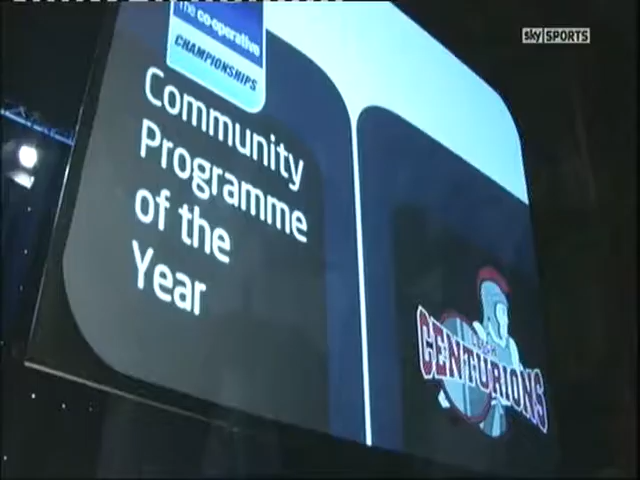 sky SPORTS
The co-operative
CHAMPIONSHIPS
Community
Programme
of the
Year
CENTURIONS